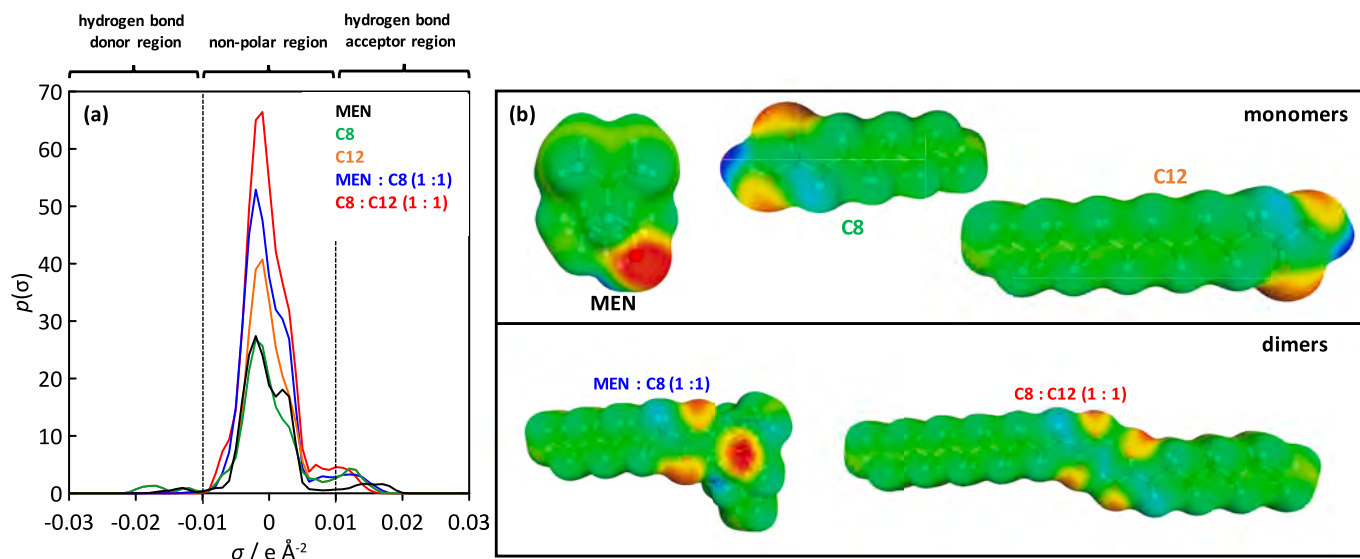 hydrogen bond
donor region
non-polar region
hydrogen bond
acceptor region
(a)
MEN
C8
C12
MEN : C8 (1 :1)
C8 : C12 (1 : 1)
70
60
50
40
30
20
10
0
p(σ)
-0.03 -0.02 -0.01 0 0.01 0.02 0.03
σ / e Å⁻²
(b)
monomers
MEN
C8
C12
dimers
MEN : C8 (1 :1)
C8 : C12 (1 : 1)